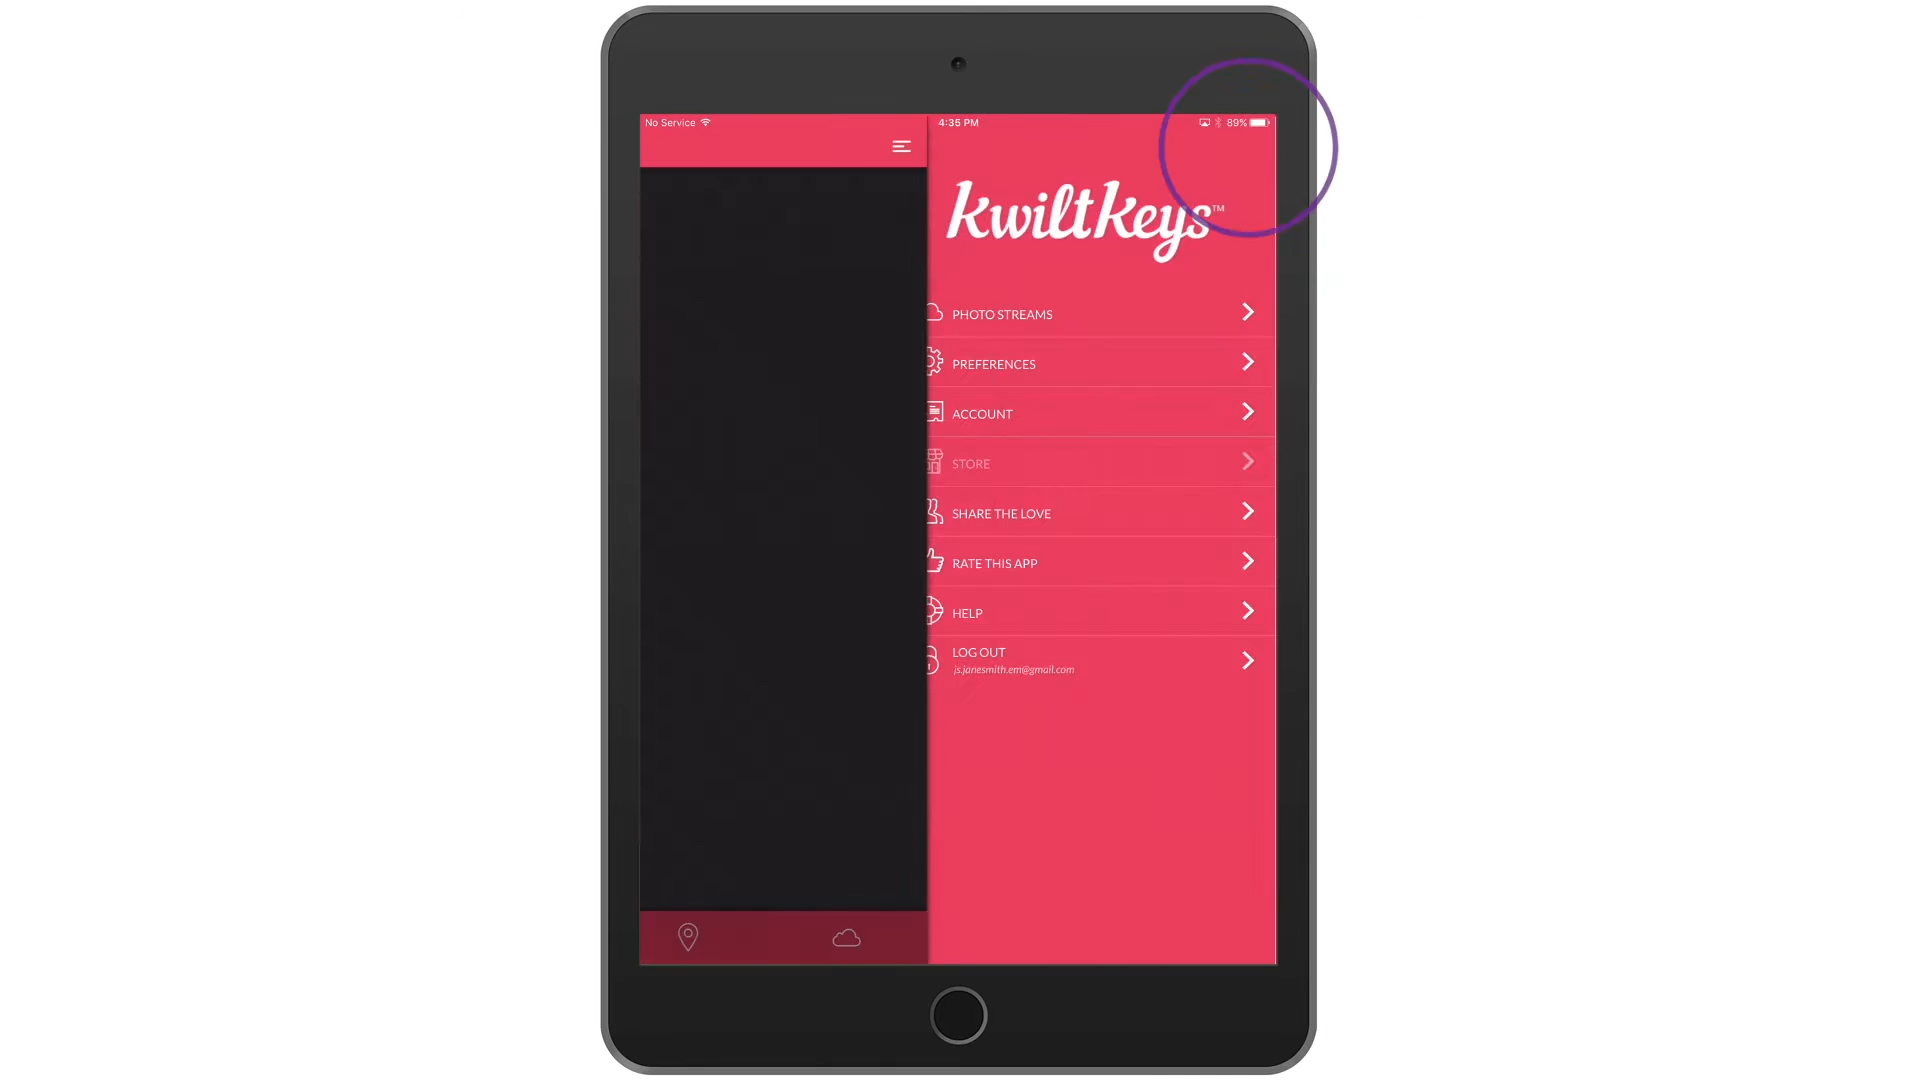 No Service
4:35 PM
89%
kwiltkeys™
PHOTO STREAMS
PREFERENCES
ACCOUNT
STORE
SHARE THE LOVE
RATE THIS APP
HELP
LOG OUT
js.janesmith.em@gmail.com